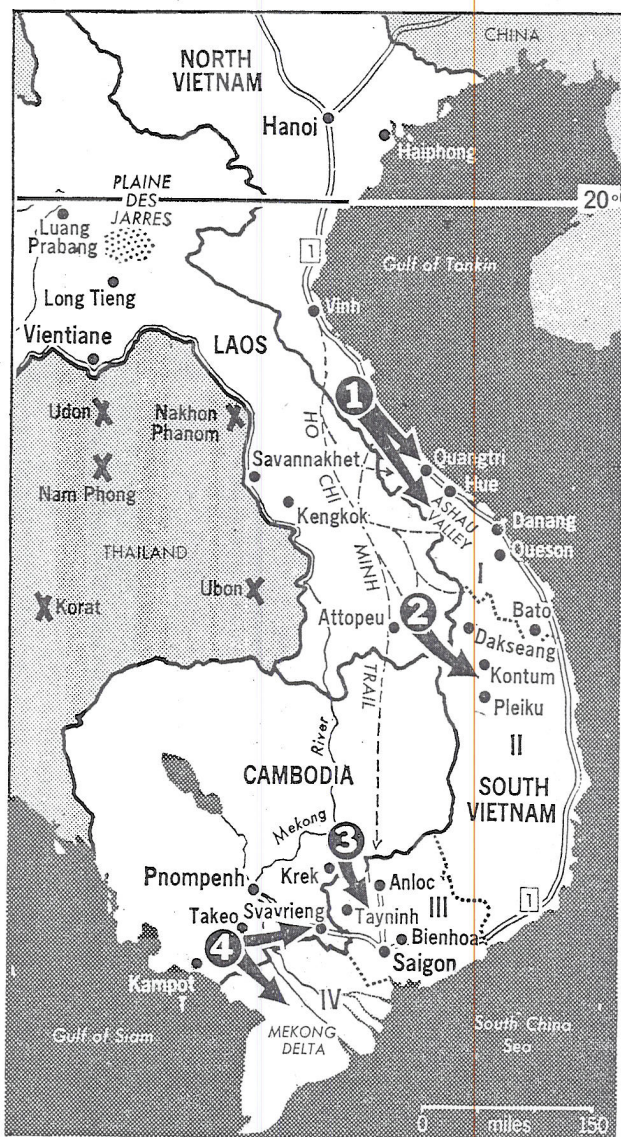 CHINA
NORTH
VIETNAM
Hanoi
Haiphong
PLAINE
DES
JARRES
20°
Luang
Prabang
1
Gulf of Tonkin
Long Tieng
Vinh
Vientiane
LAOS
1
Udon
Nakhon
Phanom
HO
Savannakhet
Quangtri
Nam Phong
CHI
Hue
Kengkok
ASHAU
VALLEY
Danang
THAILAND
MINH
Queson
I
Ubon
2
Bato
Korat
Attopeu
Dakseang
Kontum
TRAIL
Pleiku
River
II
CAMBODIA
SOUTH
VIETNAM
Mekong
3
Krek
Anloc
Pnompenh
III
1
Takeo
Svavrieng
Tayninh
Bienhoa
4
Saigon
Kampot
IV
Gulf of Siam
MEKONG
DELTA
South China
Sea
0 miles 150